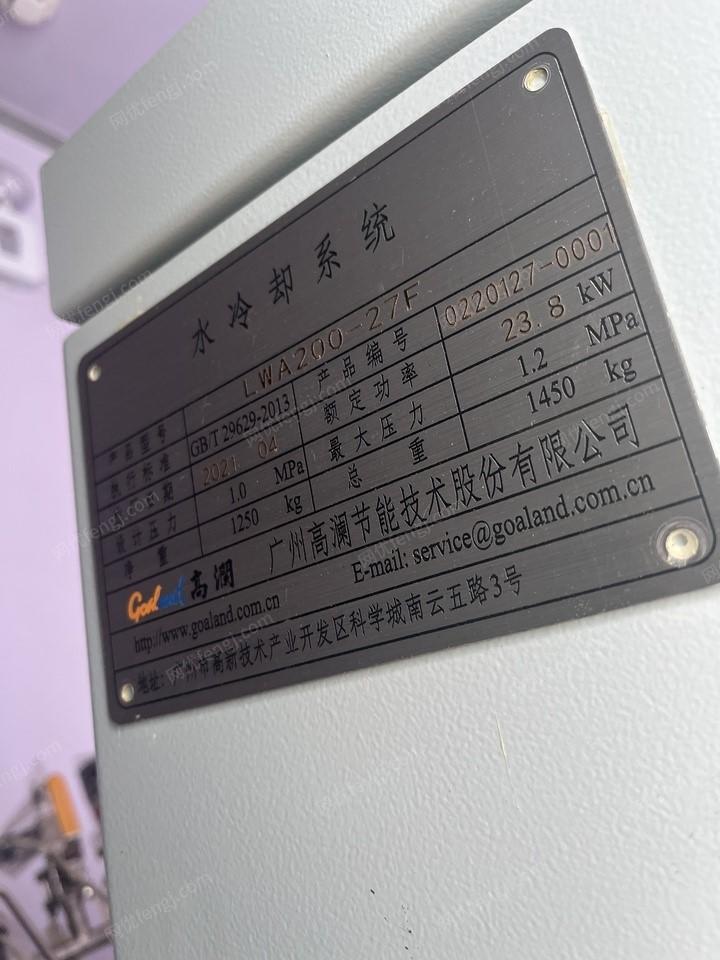 水冷却系统
产品型号 LWA200-27F 产品编号 0220127-0001
执行标准 GB/T 29629-2013 额定功率 23.8 kW
日期 2021 04 最大压力 1.2 MPa
设计压力 1.0 MPa 总重 1450 kg
净重 1250 kg
Goaland 高澜 广州高澜节能技术股份有限公司
http://www.goaland.com.cn E-mail: service@goaland.com.cn
地址: 广州市高新技术产业开发区科学城南云五路3号